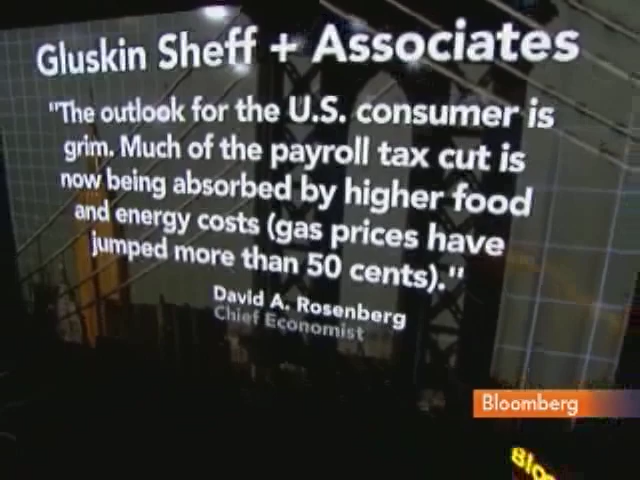 Gluskin Sheff + Associates
"The outlook for the U.S. consumer is
grim. Much of the payroll tax cut is
now being absorbed by higher food
and energy costs (gas prices have
jumped more than 50 cents)."
David A. Rosenberg
Chief Economist
Bloomberg